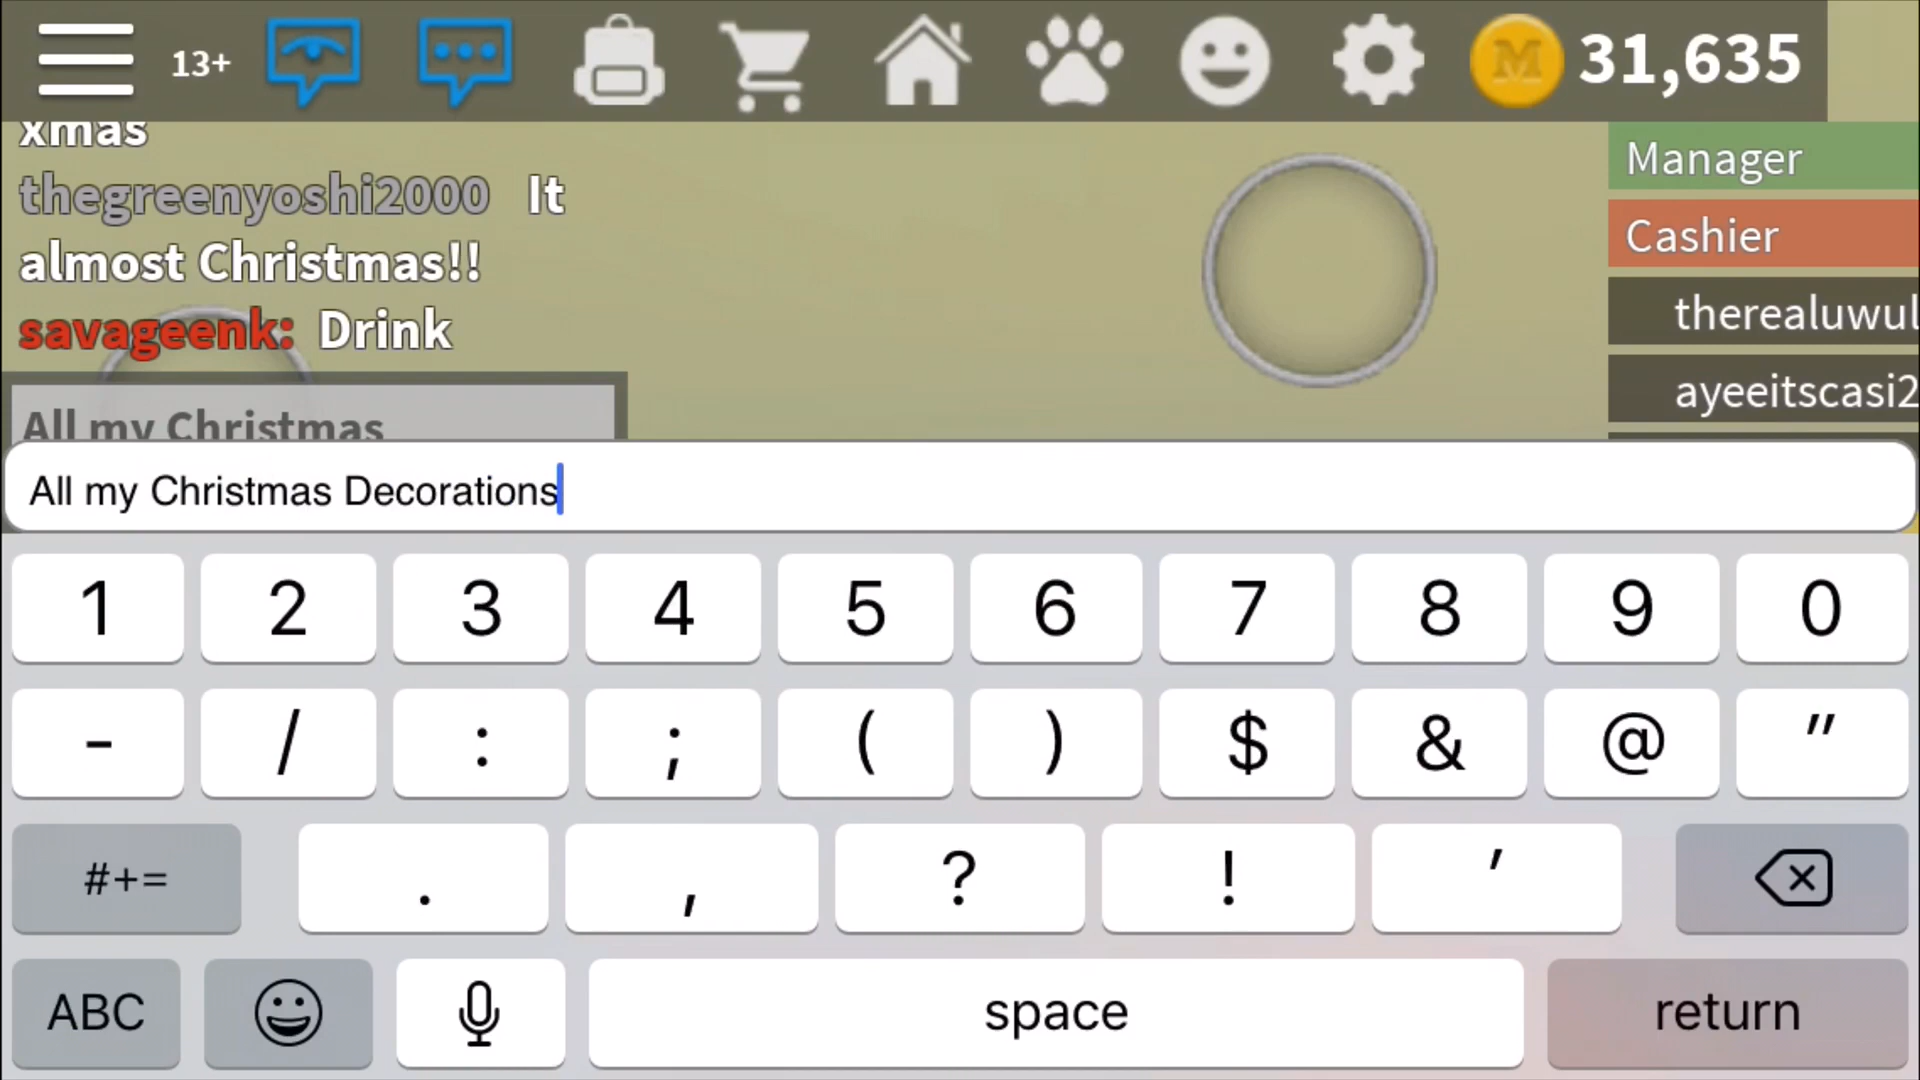 13+
M 31,635
xmas
thegreenyoshi2000 It
almost Christmas!!
savageenk: Drink
Manager
Cashier
therealuwul
ayeeitscasi2
All my Christmas
All my Christmas Decorations
1 2 3 4 5 6 7 8 9 0
- / : ; ( ) $ & @ "
#+= . , ? ! '
ABC space return